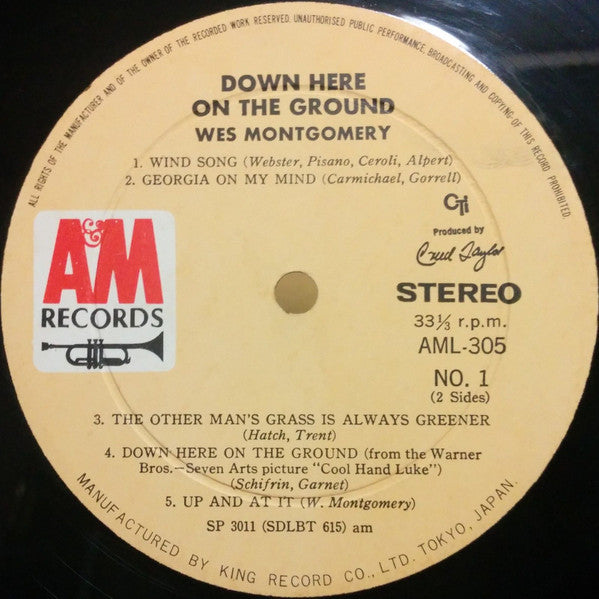 ALL RIGHTS OF THE MANUFACTURER AND OF THE OWNER OF THE RECORDED WORK RESERVED. UNAUTHORISED PUBLIC PERFORMANCE, BROADCASTING AND COPYING OF THIS RECORD PROHIBITED.
DOWN HERE
ON THE GROUND
WES MONTGOMERY
1. WIND SONG (Webster, Pisano, Ceroli, Alpert)
2. GEORGIA ON MY MIND (Carmichael, Gorrell)
CTi
Produced by
Creed Taylor
A&M
RECORDS
STEREO
33⅓ r.p.m.
AML-305
NO. 1
(2 Sides)
3. THE OTHER MAN'S GRASS IS ALWAYS GREENER
(Hatch, Trent)
4. DOWN HERE ON THE GROUND (from the Warner
Bros.—Seven Arts picture "Cool Hand Luke")
(Schifrin, Garnet)
5. UP AND AT IT (W. Montgomery)
SP 3011 (SDLBT 615) am
MANUFACTURED BY KING RECORD CO., LTD. TOKYO, JAPAN.